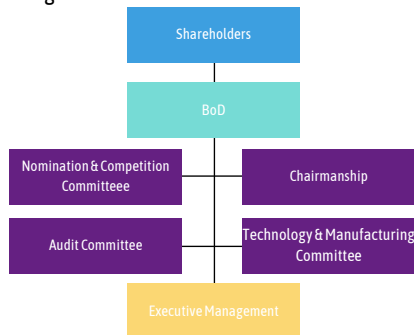 Shareholders
BoD
Nomination & Competition
Committeee
Chairmanship
Audit Committee
Technology & Manufacturing
Committee
Executive Management